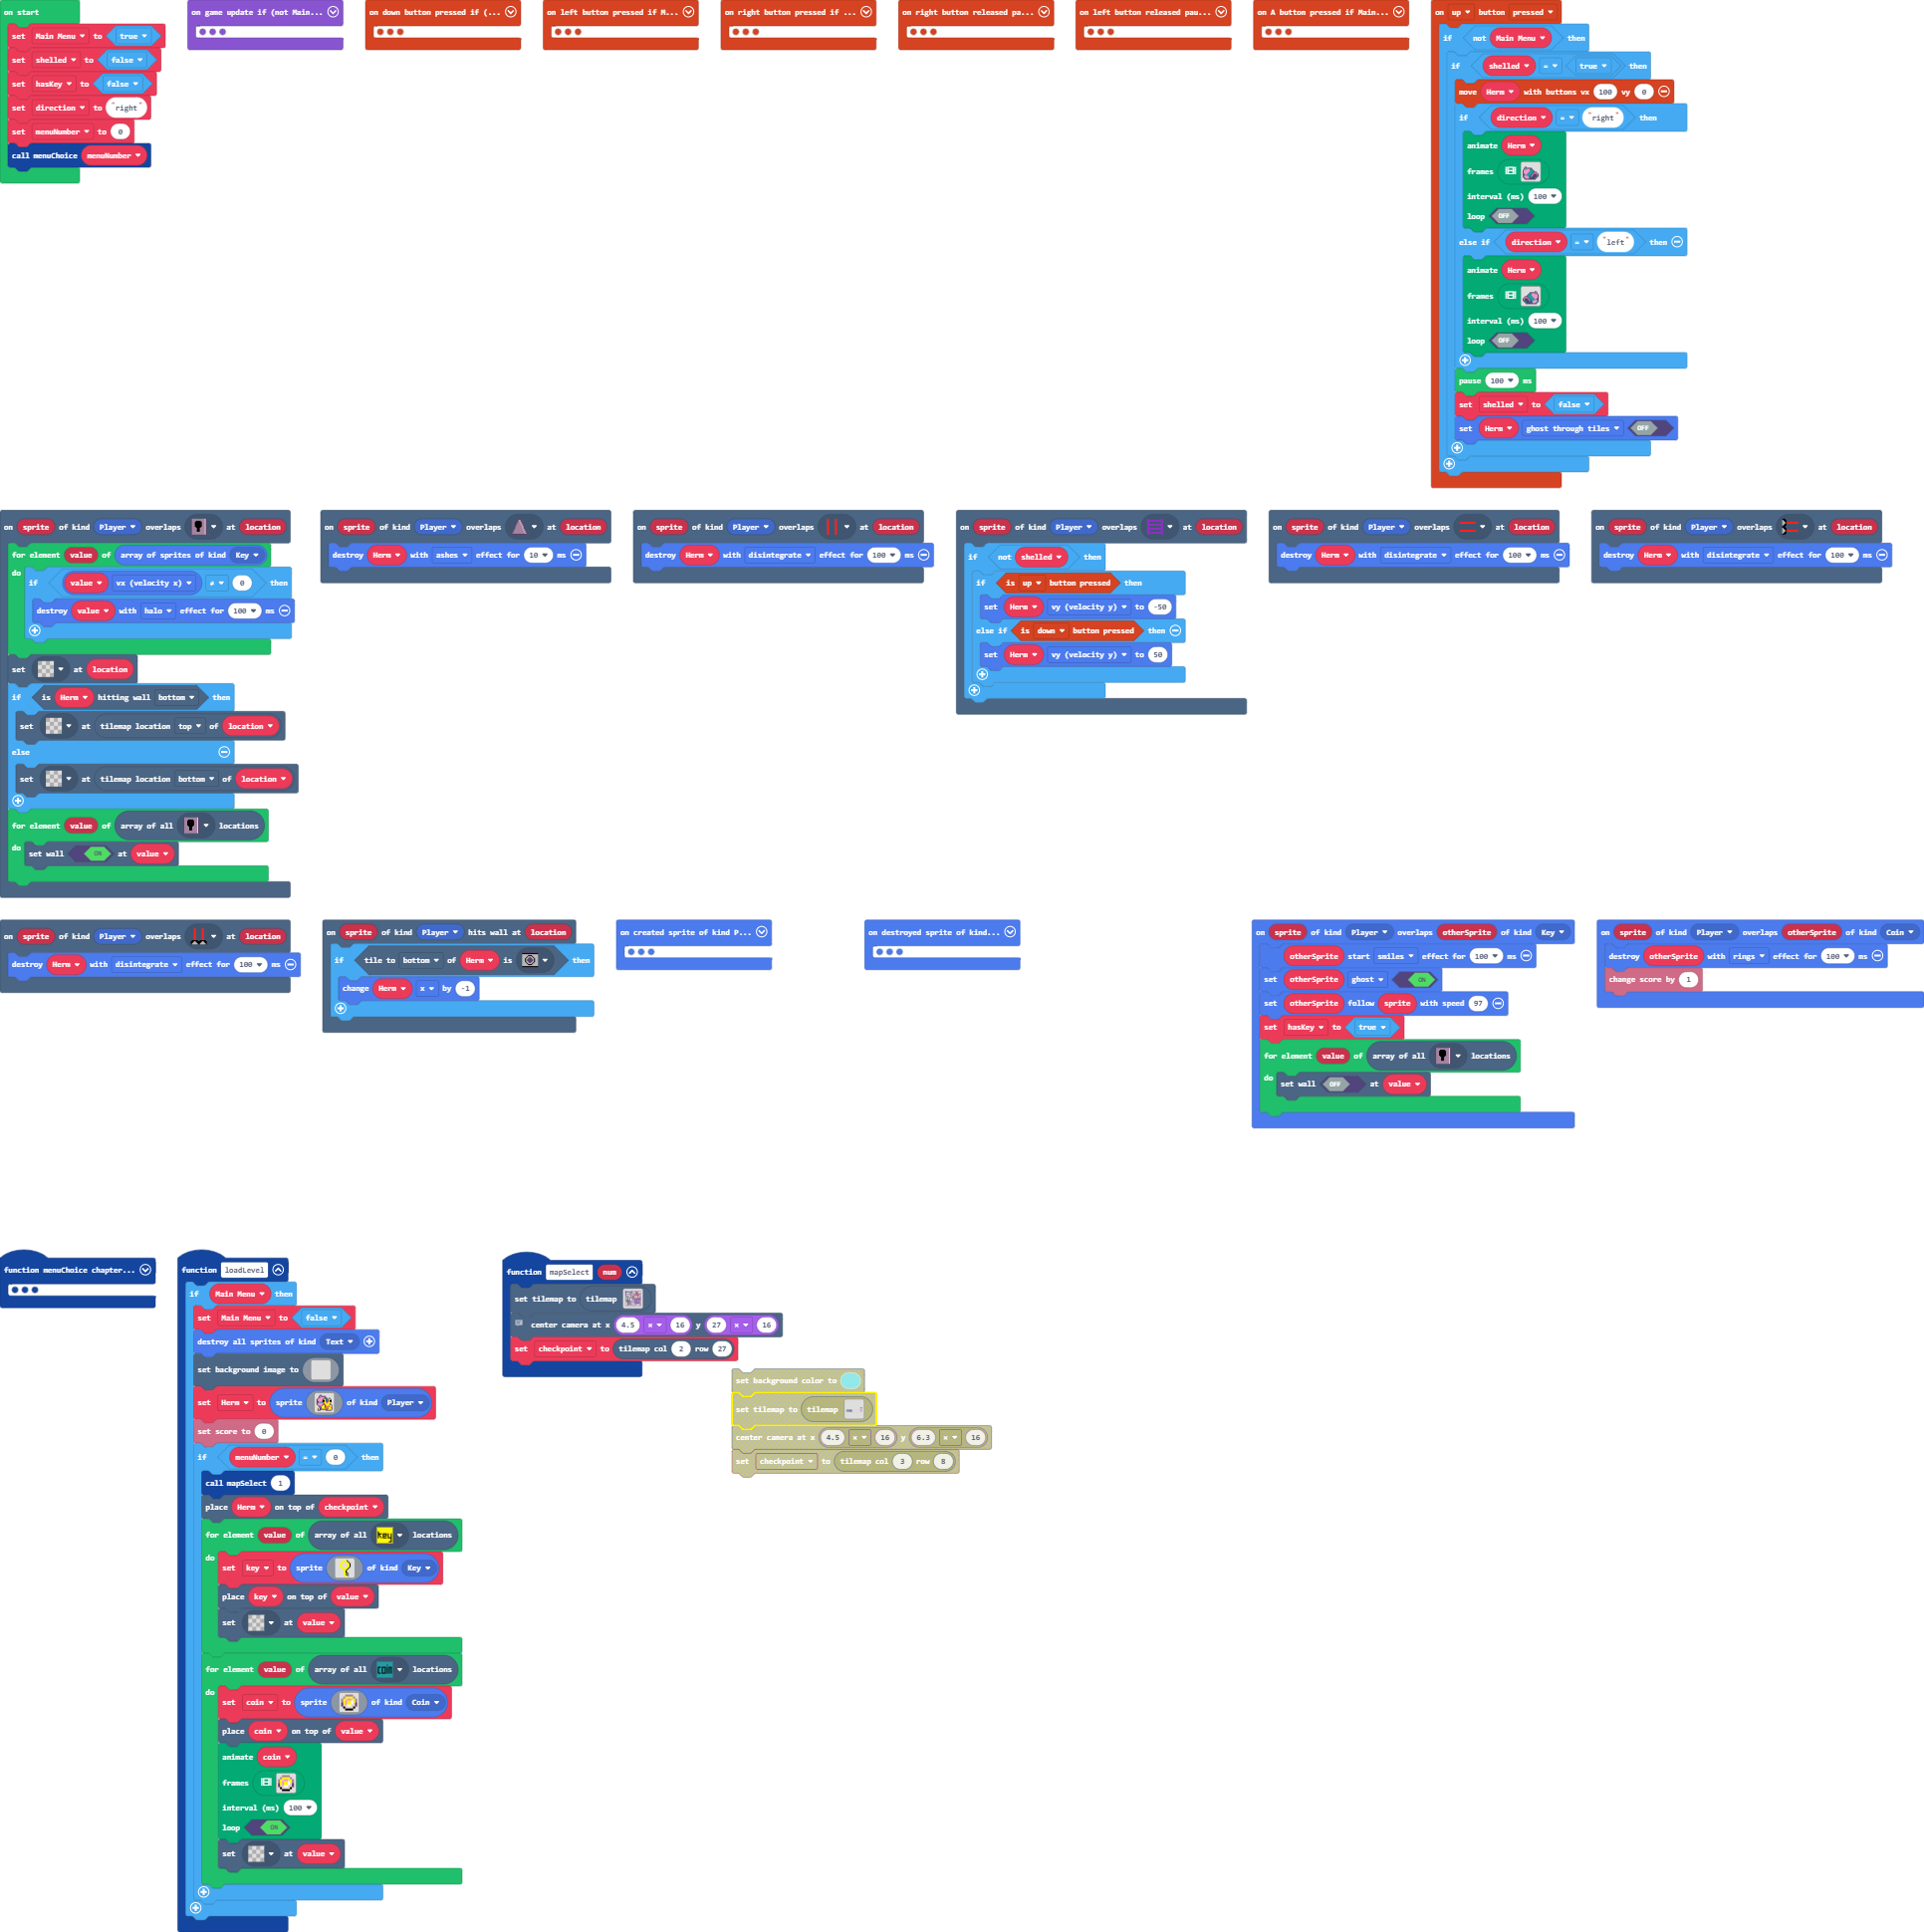 on start
set Main Menu to true
set shelled to false
set hasKey to false
set direction to "right"
set menuNumber to 0
call menuChoice menuNumber
on game update if (not Main...
on down button pressed if (...
on left button pressed if M...
on right button pressed if ...
on right button released pa...
on left button released pau...
on A button pressed if Main...
on up button pressed
if not Main Menu then
if shelled = true then
move Herm with buttons vx 100 vy 0
if direction = "right" then
animate Herm
frames
interval (ms) 100
loop OFF
else if direction = "left" then
animate Herm
frames
interval (ms) 100
loop OFF
pause 100 ms
set shelled to false
set Herm ghost through tiles OFF
on sprite of kind Player overlaps at location
for element value of array of sprites of kind Key
do
if value vx (velocity x) ≠ 0 then
destroy value with halo effect for 100 ms
set at location
if is Herm hitting wall bottom then
set at tilemap location top of location
else
set at tilemap location bottom of location
for element value of array of all locations
do
set wall ON at value
on sprite of kind Player overlaps at location
destroy Herm with ashes effect for 10 ms
on sprite of kind Player overlaps at location
destroy Herm with disintegrate effect for 100 ms
on sprite of kind Player overlaps at location
if not shelled then
if is up button pressed then
set Herm vy (velocity y) to -50
else if is down button pressed then
set Herm vy (velocity y) to 50
on sprite of kind Player overlaps at location
destroy Herm with disintegrate effect for 100 ms
on sprite of kind Player overlaps at location
destroy Herm with disintegrate effect for 100 ms
on sprite of kind Player overlaps at location
destroy Herm with disintegrate effect for 100 ms
on sprite of kind Player hits wall at location
if tile to bottom of Herm is then
change Herm x by -1
on created sprite of kind P...
on destroyed sprite of kind...
on sprite of kind Player overlaps otherSprite of kind Key
otherSprite start smiles effect for 100 ms
set otherSprite ghost ON
set otherSprite follow sprite with speed 97
set hasKey to true
for element value of array of all locations
do
set wall OFF at value
on sprite of kind Player overlaps otherSprite of kind Coin
destroy otherSprite with rings effect for 100 ms
change score by 1
function menuChoice chapter...
function loadLevel
if Main Menu then
set Main Menu to false
destroy all sprites of kind Text
set background image to
set Herm to sprite of kind Player
set score to 0
if menuNumber = 0 then
call mapSelect 1
place Herm on top of checkpoint
for element value of array of all key locations
do
set key to sprite of kind Key
place key on top of value
set at value
for element value of array of all coin locations
do
set coin to sprite of kind Coin
place coin on top of value
animate coin
frames
interval (ms) 100
loop ON
set at value
function mapSelect num
set tilemap to tilemap
center camera at x 4.5 × 16 y 27 × 16
set checkpoint to tilemap col 2 row 27
set background color to
set tilemap to tilemap
center camera at x 4.5 × 16 y 6.3 × 16
set checkpoint to tilemap col 3 row 8